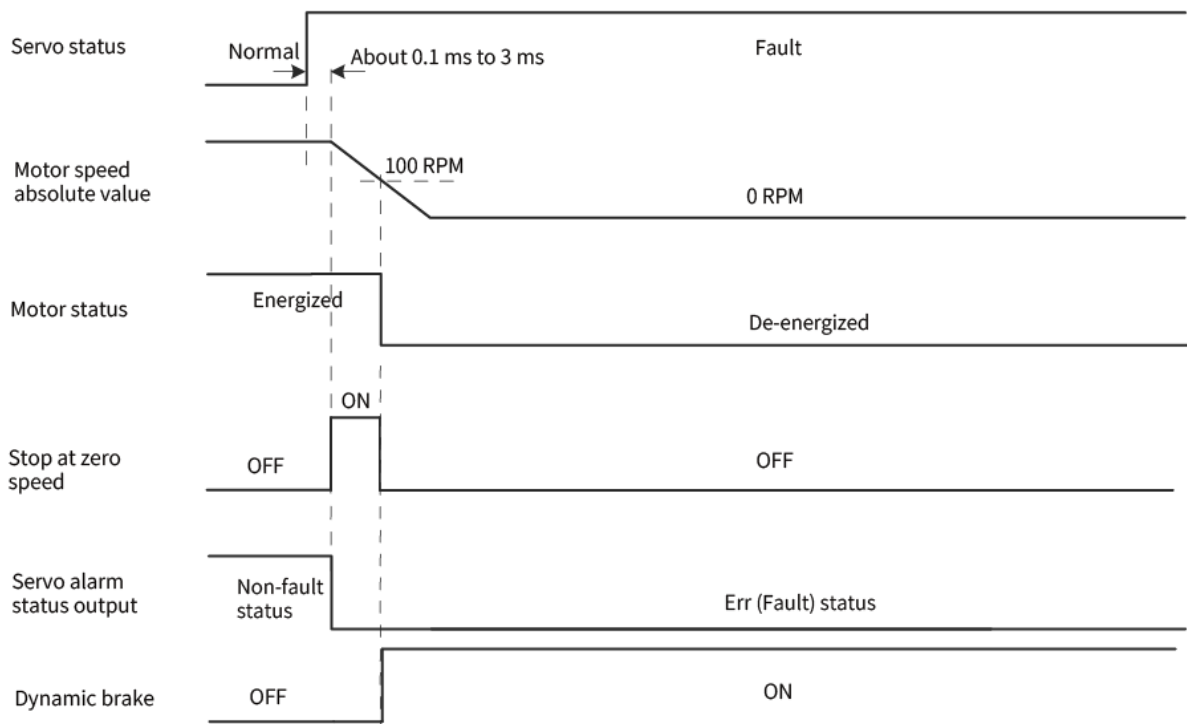 Servo status
Normal
About 0.1 ms to 3 ms
Fault
Motor speed
absolute value
100 RPM
0 RPM
Motor status
Energized
De-energized
Stop at zero
speed
OFF
ON
OFF
Servo alarm
status output
Non-fault
status
Err (Fault) status
Dynamic brake
OFF
ON